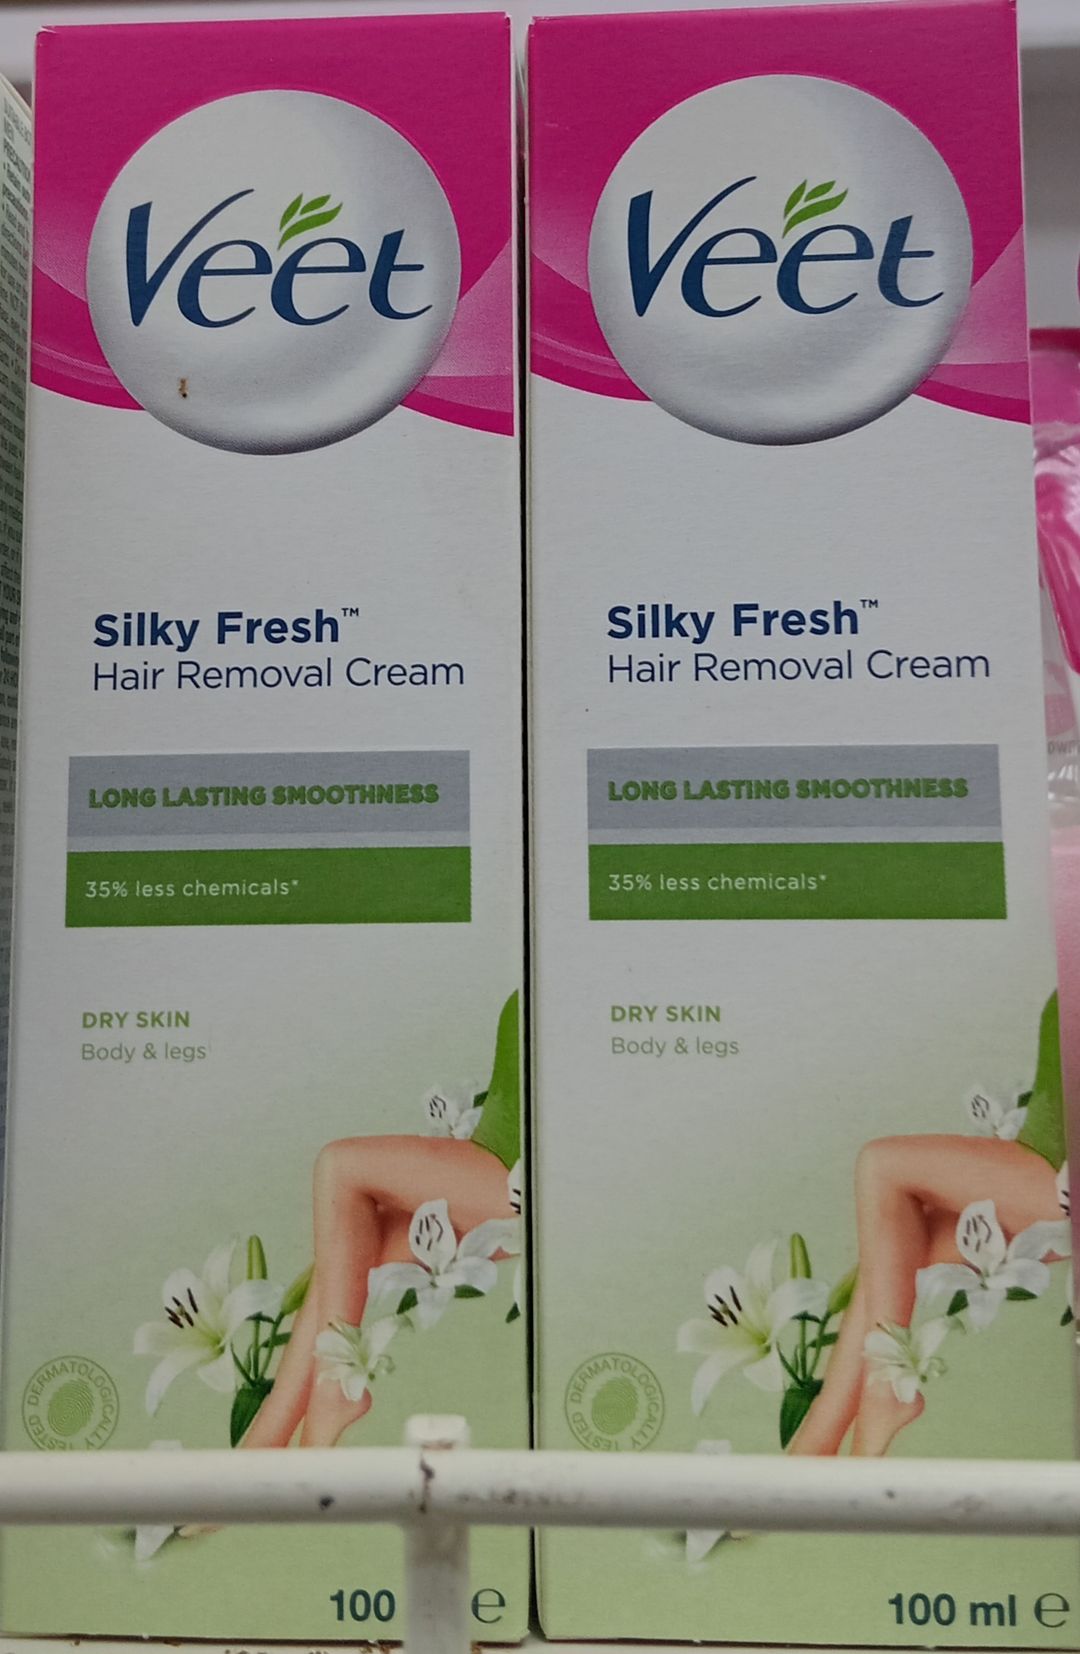 Veet
Silky Fresh™
Hair Removal Cream
LONG LASTING SMOOTHNESS
35% less chemicals*
DRY SKIN
Body & legs
DERMATOLOGICALLY TESTED
100 e
Veet
Silky Fresh™
Hair Removal Cream
LONG LASTING SMOOTHNESS
35% less chemicals*
DRY SKIN
Body & legs
DERMATOLOGICALLY TESTED
100 ml e